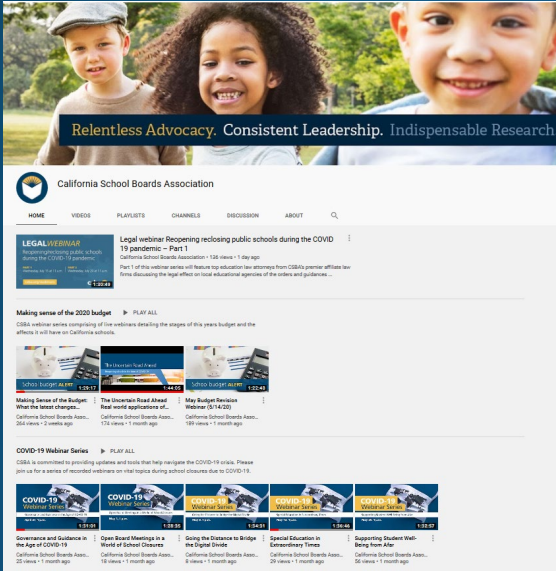 Relentless Advocacy. Consistent Leadership. Indispensable Research
California School Boards Association
HOME VIDEOS PLAYLISTS CHANNELS DISCUSSION ABOUT
LEGAL WEBINAR
Reopening/reclosing public schools
during the COVID-19 pandemic
1:30:49
Legal webinar Reopening reclosing public schools during the COVID
19 pandemic – Part 1
California School Boards Association • 136 views • 1 day ago
Part 1 of this webinar series will feature top education law attorneys from CSBA's premier affiliate law
firms discussing the legal effect on local educational agencies of the orders and guidances ...
Making sense of the 2020 budget PLAY ALL
CSBA webinar series comprising of live webinars detailing the stages of this years budget and the
affects it will have on California schools.
School budget ALERT
1:29:17
The Uncertain Road Ahead
1:44:05
School budget ALERT
1:22:40
Making Sense of the Budget:
What the latest changes...
California School Boards Asso...
264 views • 2 weeks ago
The Uncertain Road Ahead
Real world applications of...
California School Boards Asso...
174 views • 1 month ago
May Budget Revision
Webinar (5/14/20)
California School Boards Asso...
189 views • 1 month ago
COVID-19 Webinar Series PLAY ALL
CSBA is committed to providing updates and tools that help navigate the COVID-19 crisis. Please
join us for a series of recorded webinars on vital topics during school closures due to COVID-19.
COVID-19
Webinar Series
1:31:01
COVID-19
Webinar Series
COVID-19
Webinar Series
1:54:31
COVID-19
Webinar Series
1:30:46
COVID-19
Webinar Series
1:32:57
Governance and Guidance in
the Age of COVID-19
California School Boards Asso...
25 views • 1 month ago
Open Board Meetings in a
World of School Closures
California School Boards Asso...
19 views • 1 month ago
Going the Distance to Bridge
the Digital Divide
California School Boards Asso...
8 views • 1 month ago
Special Education in
Extraordinary Times
California School Boards Asso...
29 views • 1 month ago
Supporting Student Well-
Being from Afar
California School Boards Asso...
56 views • 1 month ago